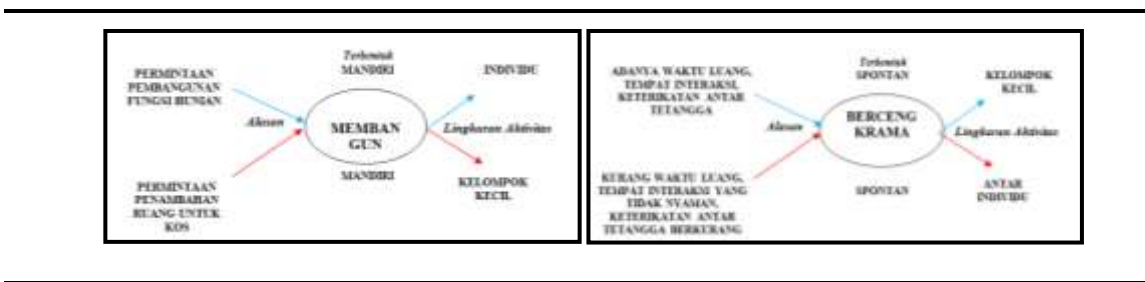 PERMINTAAN
PEMBANGUNAN
FUNGSI HUNIAN
Terbentuk
MANDIRI
INDIVIDU
Alasan
MEMBAN
GUN
Lingkaran Aktivitas
MANDIRI
PERMINTAAN
PENAMBAHAN
RUANG UNTUK
KOS
KELOMPOK
KECIL
ADANYA WAKTU LUANG,
TEMPAT INTERAKSI,
KETERIKATAN ANTAR
TETANGGA
Terbentuk
SPONTAN
KELOMPOK
KECIL
Alasan
BERCENG
KRAMA
Lingkaran Aktivitas
KURANG WAKTU LUANG,
TEMPAT INTERAKSI YANG
TIDAK NYAMAN,
KETERIKATAN ANTAR
TETANGGA BERKURANG
SPONTAN
ANTAR
INDIVIDU